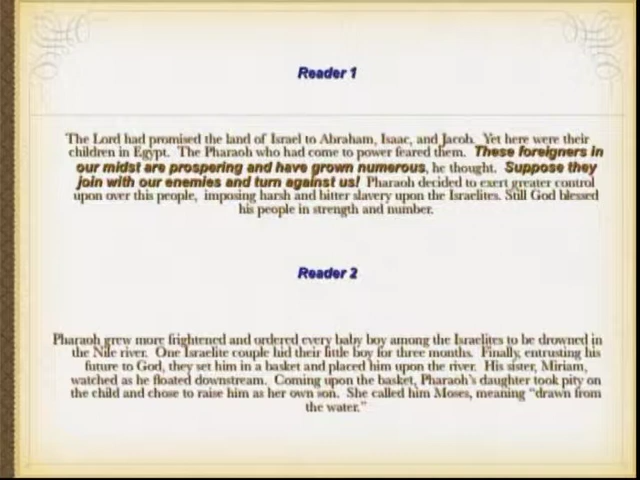 Reader 1
The Lord had promised the land of Israel to Abraham, Isaac, and Jacob. Yet here were their
children in Egypt. The Pharaoh who had come to power feared them. These foreigners in
our midst are prospering and have grown numerous, he thought. Suppose they
join with our enemies and turn against us! Pharaoh decided to exert greater control
upon over this people, imposing harsh and bitter slavery upon the Israelites. Still God blessed
his people in strength and number.
Reader 2
Pharaoh grew more frightened and ordered every baby boy among the Israelites to be drowned in
the Nile river. One Israelite couple hid their little boy for three months. Finally, entrusting his
future to God, they set him in a basket and placed him upon the river. His sister, Miriam,
watched as he floated downstream. Coming upon the basket, Pharaoh's daughter took pity on
the child and chose to raise him as her own son. She called him Moses, meaning “drawn from
the water.”